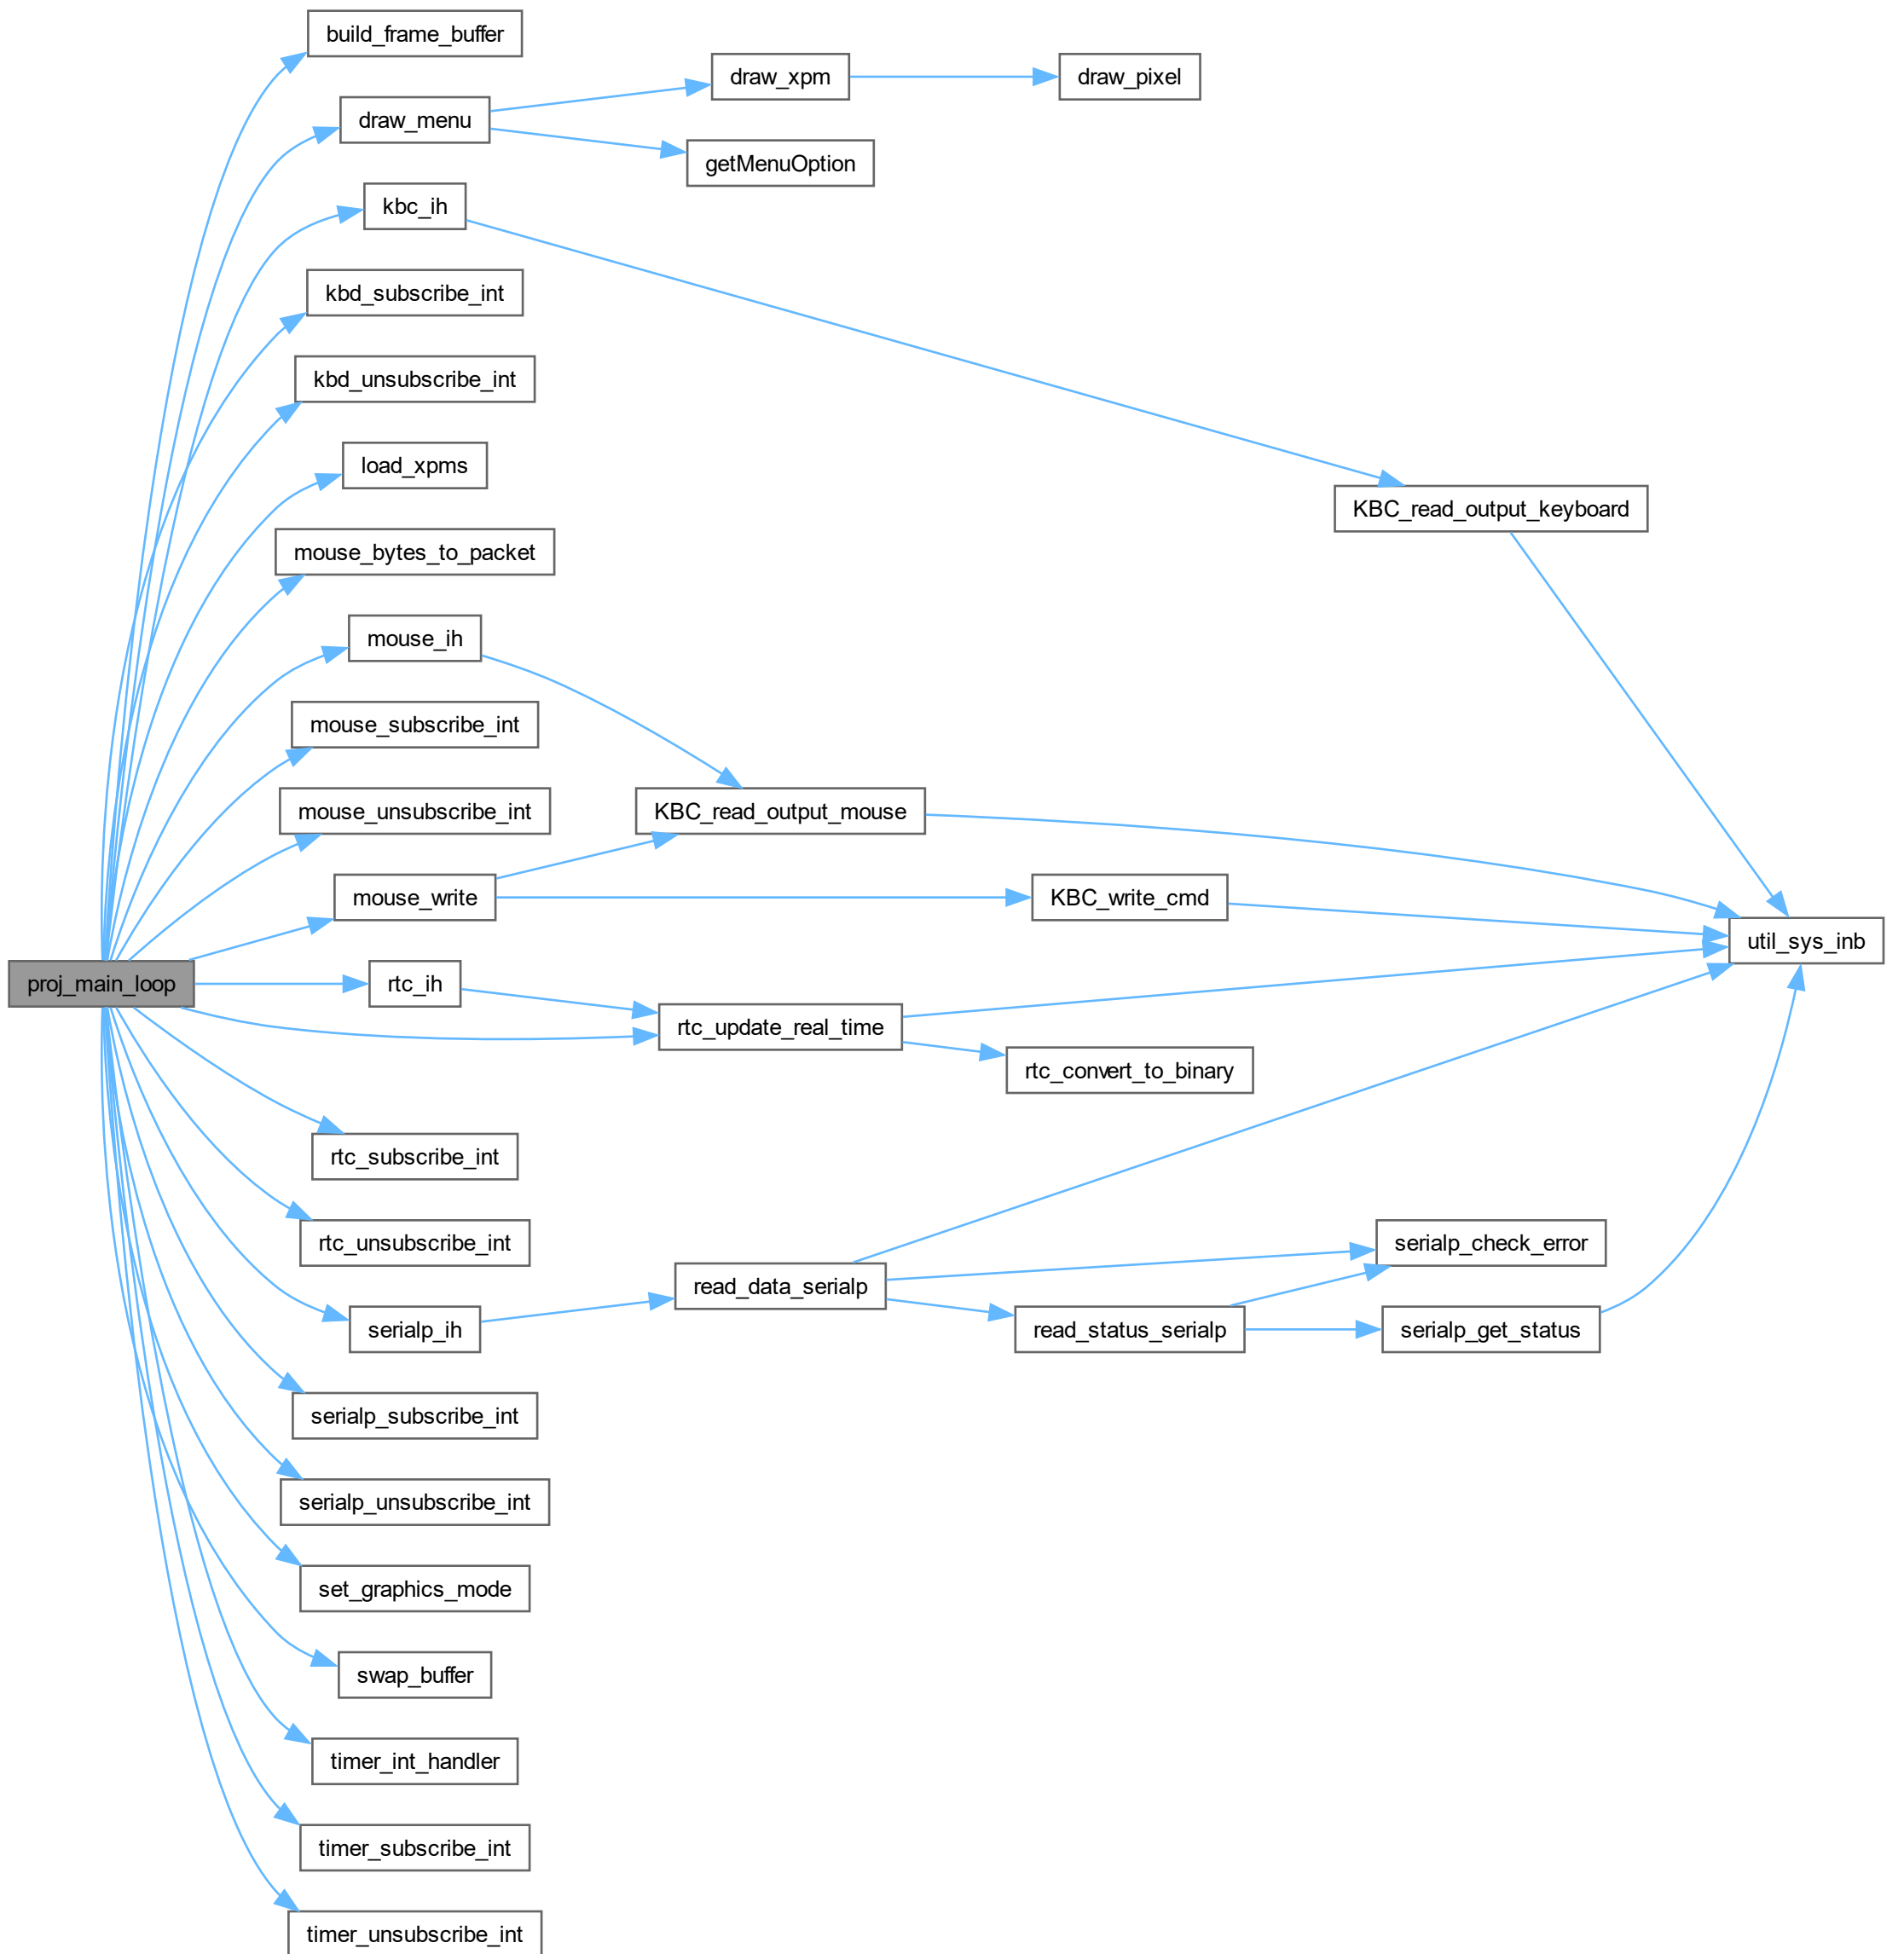 build_frame_buffer
draw_xpm
draw_pixel
draw_menu
getMenuOption
kbc_ih
kbd_subscribe_int
kbd_unsubscribe_int
load_xpms
KBC_read_output_keyboard
mouse_bytes_to_packet
mouse_ih
mouse_subscribe_int
mouse_unsubscribe_int
KBC_read_output_mouse
mouse_write
KBC_write_cmd
util_sys_inb
proj_main_loop
rtc_ih
rtc_update_real_time
rtc_convert_to_binary
rtc_subscribe_int
rtc_unsubscribe_int
serialp_check_error
read_data_serialp
serialp_ih
read_status_serialp
serialp_get_status
serialp_subscribe_int
serialp_unsubscribe_int
set_graphics_mode
swap_buffer
timer_int_handler
timer_subscribe_int
timer_unsubscribe_int